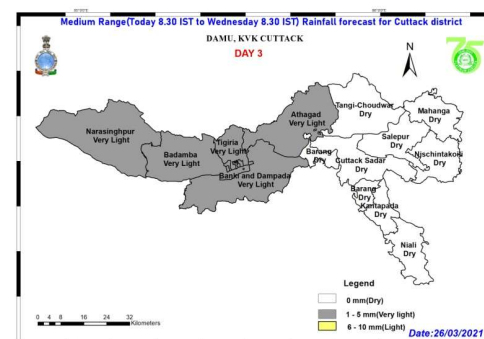 Medium Range(Today 8.30 IST to Wednesday 8.30 IST) Rainfall forecast for Cuttack district
DAMU, KVK CUTTACK
DAY 3
N
75
Tangi-Choudwar
Dry
Mahanga
Dry
Athagad
Very Light
Narasinghpur
Very Light
Tigiria
Very Light
Salepur
Dry
Badamba
Very Light
Barang
Dry
Nischintakoili
Dry
Cuttack Sadar
Dry
Banki and Dampada
Very Light
Barang
Dry
Kantapada
Dry
Niali
Dry
Legend
0 mm(Dry)
1 - 5 mm(Very light)
6 - 10 mm(Light)
0 4 8 16 24 32
Kilometers
Date:26/03/2021